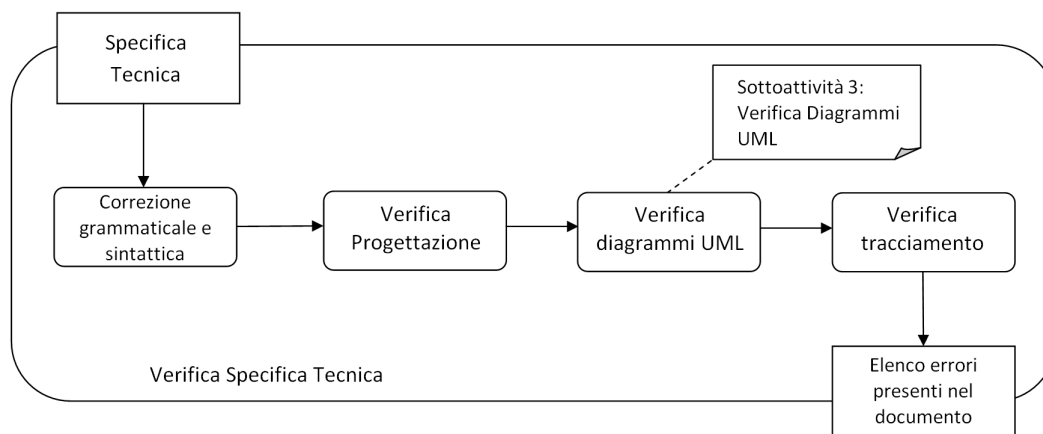 Specifica
Tecnica
Sottoattività 3:
Verifica Diagrammi
UML
Correzione
grammaticale e
sintattica
Verifica
Progettazione
Verifica
diagrammi UML
Verifica
tracciamento
Verifica Specifica Tecnica
Elenco errori
presenti nel
documento